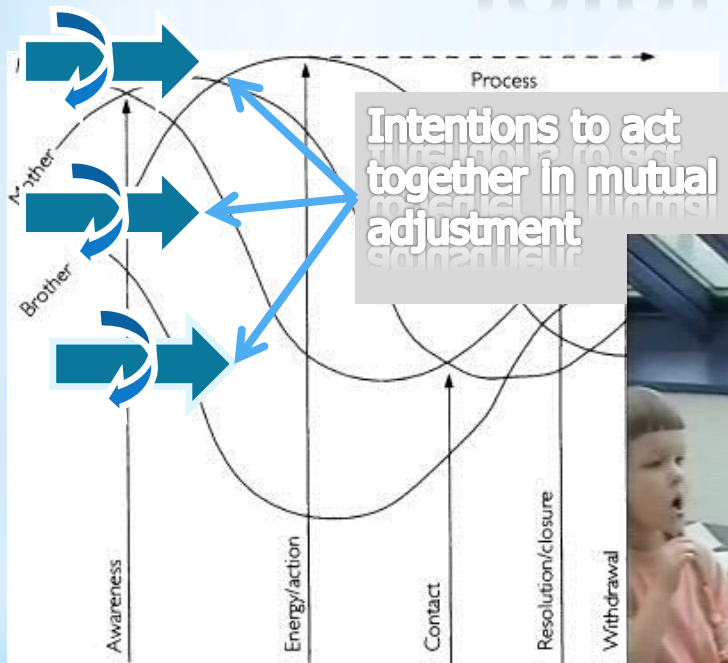 Process
Intentions to act
together in mutual
adjustment
Mother
Brother
Awareness
Energy/action
Contact
Resolution/closure
Withdrawal